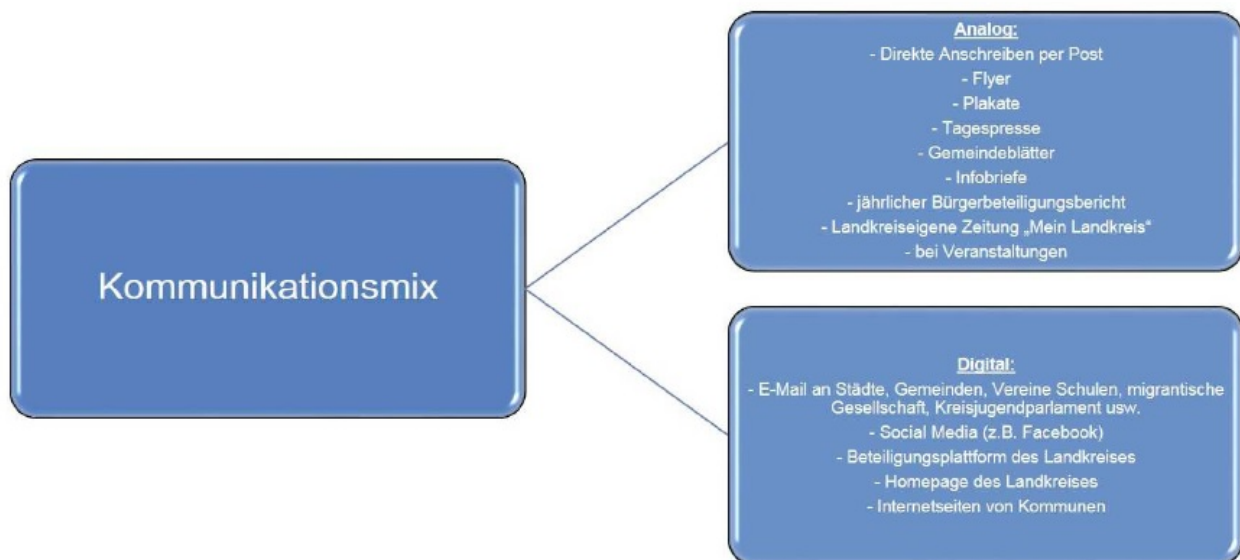 Kommunikationsmix
Analog:
- Direkte Anschreiben per Post
- Flyer
- Plakate
- Tagespresse
- Gemeindeblätter
- Infobriefe
- jährlicher Bürgerbeteiligungsbericht
- Landkreiseigene Zeitung „Mein Landkreis“
- bei Veranstaltungen
Digital:
- E-Mail an Städte, Gemeinden, Vereine Schulen, migrantische
Gesellschaft, Kreisjugendparlament usw.
- Social Media (z.B. Facebook)
- Beteiligungsplattform des Landkreises
- Homepage des Landkreises
- Internetseiten von Kommunen